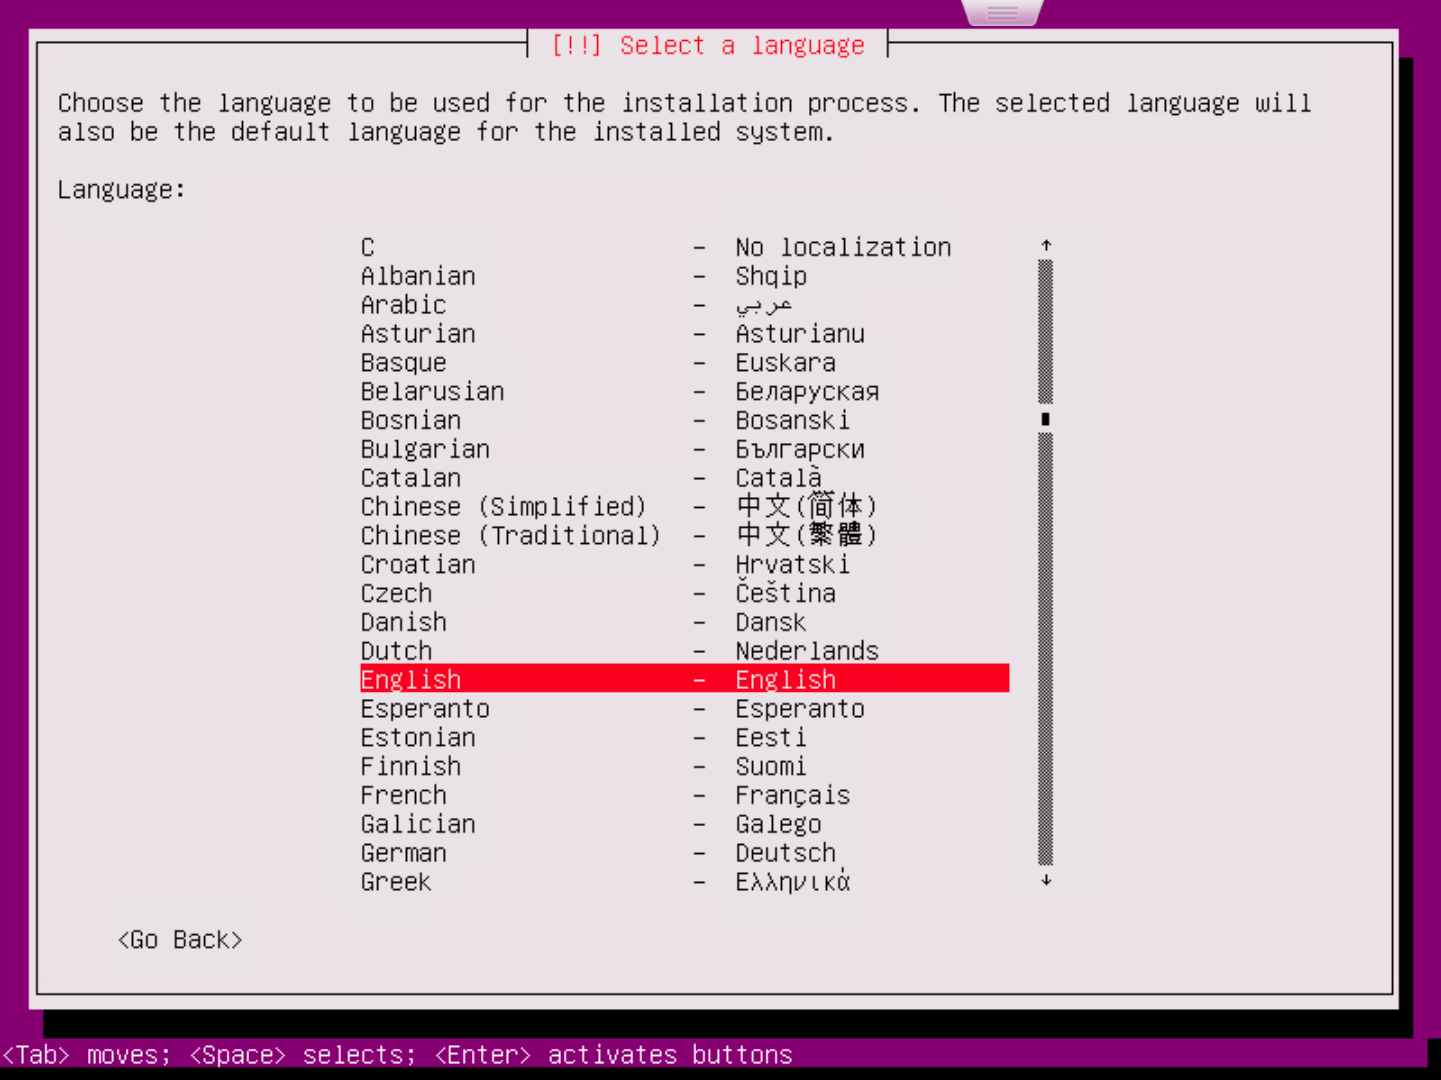 [!!] Select a language
Choose the language to be used for the installation process. The selected language will
also be the default language for the installed system.
Language:
C - No localization ↑
Albanian - Shqip
Arabic - عربي
Asturian - Asturianu
Basque - Euskara
Belarusian - Беларуская
Bosnian - Bosanski
Bulgarian - Български
Catalan - Català
Chinese (Simplified) - 中文(简体)
Chinese (Traditional) - 中文(繁體)
Croatian - Hrvatski
Czech - Čeština
Danish - Dansk
Dutch - Nederlands
English - English
Esperanto - Esperanto
Estonian - Eesti
Finnish - Suomi
French - Français
Galician - Galego
German - Deutsch
Greek - Ελληνικά ↓
<Go Back>
<Tab> moves; <Space> selects; <Enter> activates buttons